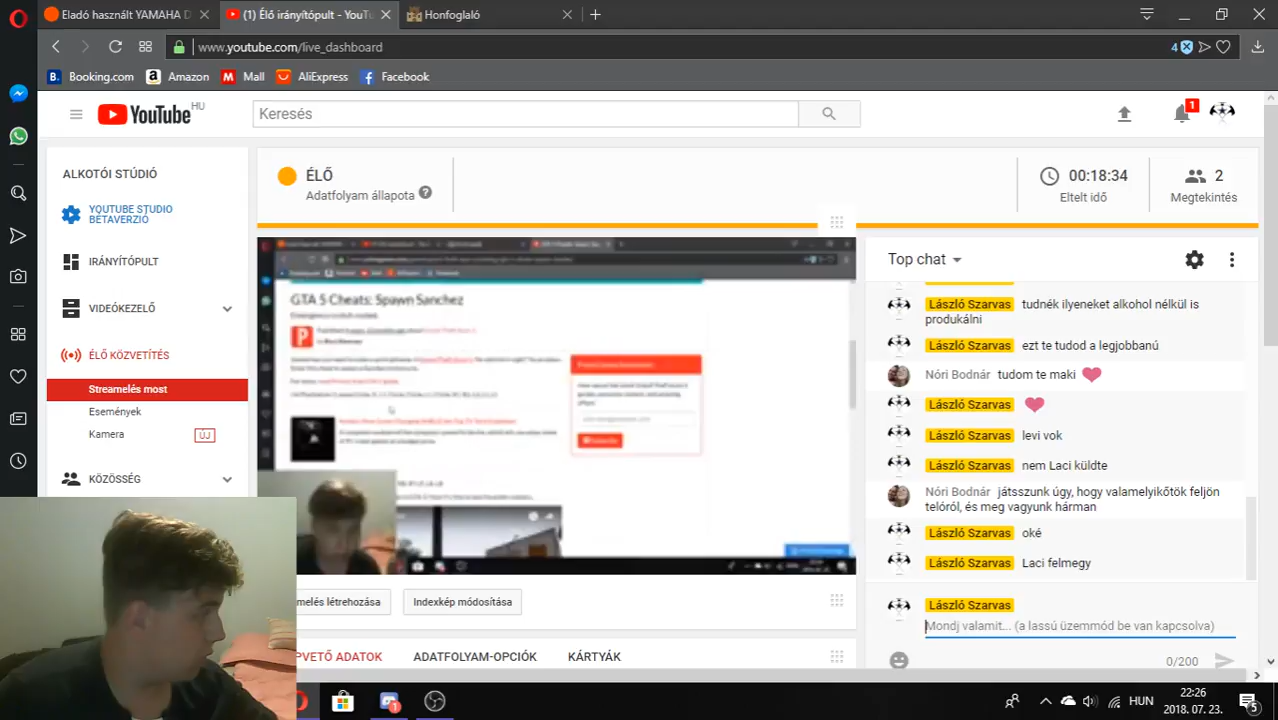 Eladó használt YAMAHA D
(1) Élő irányítópult - YouTu
Honfoglaló
www.youtube.com/live_dashboard
4
Booking.com
Amazon
Mall
AliExpress
Facebook
YouTube HU
Keresés
1
ALKOTÓI STÚDIÓ
YOUTUBE STUDIO
BÉTAVERZIÓ
IRÁNYÍTÓPULT
VIDEÓKEZELŐ
ÉLŐ KÖZVETÍTÉS
Streamelés most
Események
Kamera
ÚJ
KÖZÖSSÉG
ÉLŐ
Adatfolyam állapota
00:18:34
Eltelt idő
2
Megtekintés
GTA 5 Cheats: Spawn Sanchez
Top chat
László Szarvas tudnék ilyeneket alkohol nélkül is
produkálni
László Szarvas ezt te tudod a legjobbanú
Nóri Bodnár tudom te maki
László Szarvas
László Szarvas levi vok
László Szarvas nem Laci küldte
Nóri Bodnár játsszunk úgy, hogy valamelyikőtök feljön
telóról, és meg vagyunk hárman
László Szarvas oké
László Szarvas Laci felmegy
László Szarvas
Mondj valamit... (a lassú üzemmód be van kapcsolva)
0/200
melés létrehozása
Indexkép módosítása
PVETŐ ADATOK
ADATFOLYAM-OPCIÓK
KÁRTYÁK
1
HUN
22:26
2018. 07. 23.
5